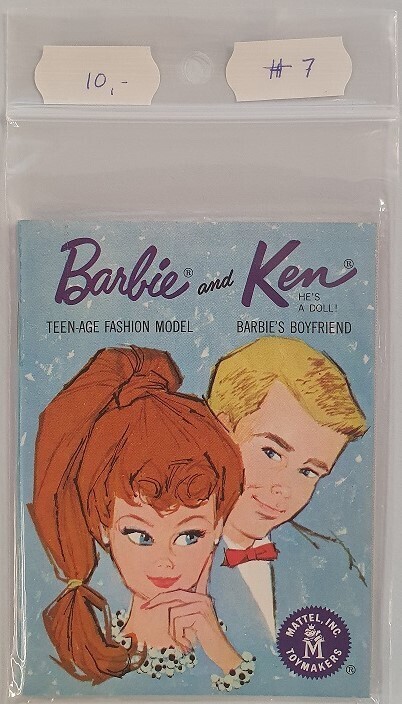 10,-
# 7
Barbie® and Ken®
HE'S
A DOLL!
TEEN-AGE FASHION MODEL
BARBIE'S BOYFRIEND
MATTEL, INC.
M
TOYMAKERS
®